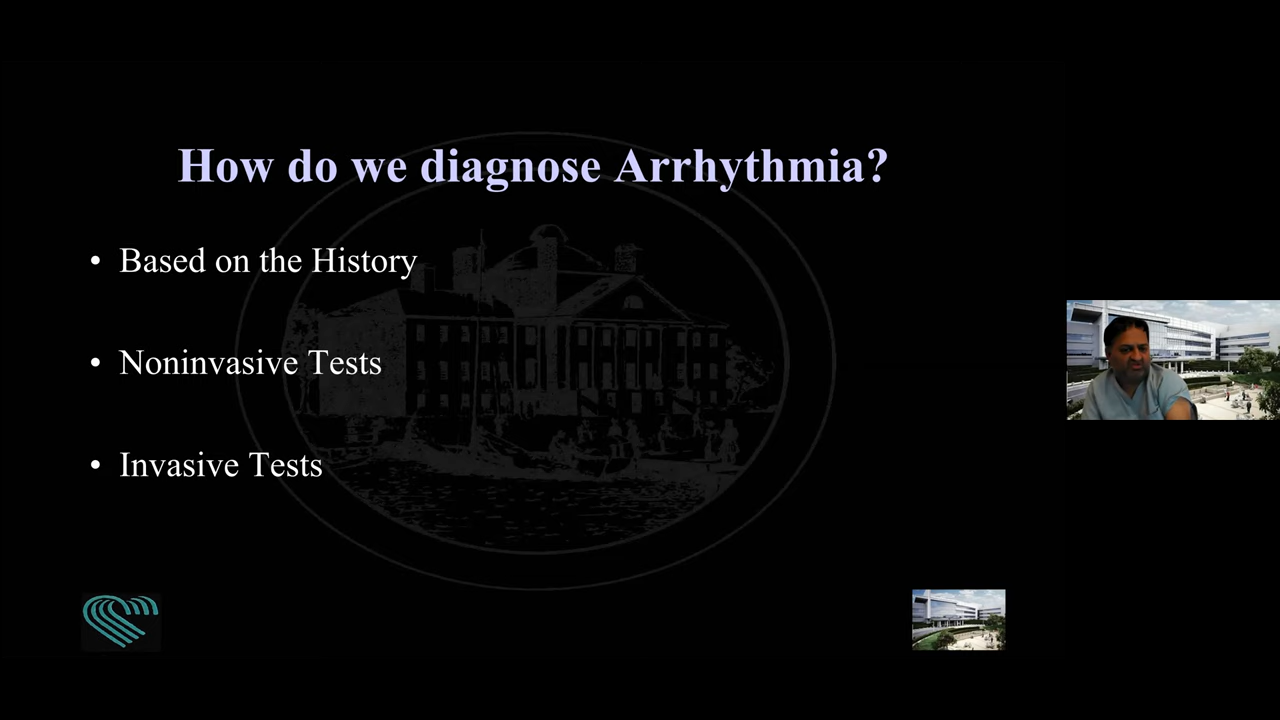 How do we diagnose Arrhythmia?
• Based on the History
• Noninvasive Tests
• Invasive Tests